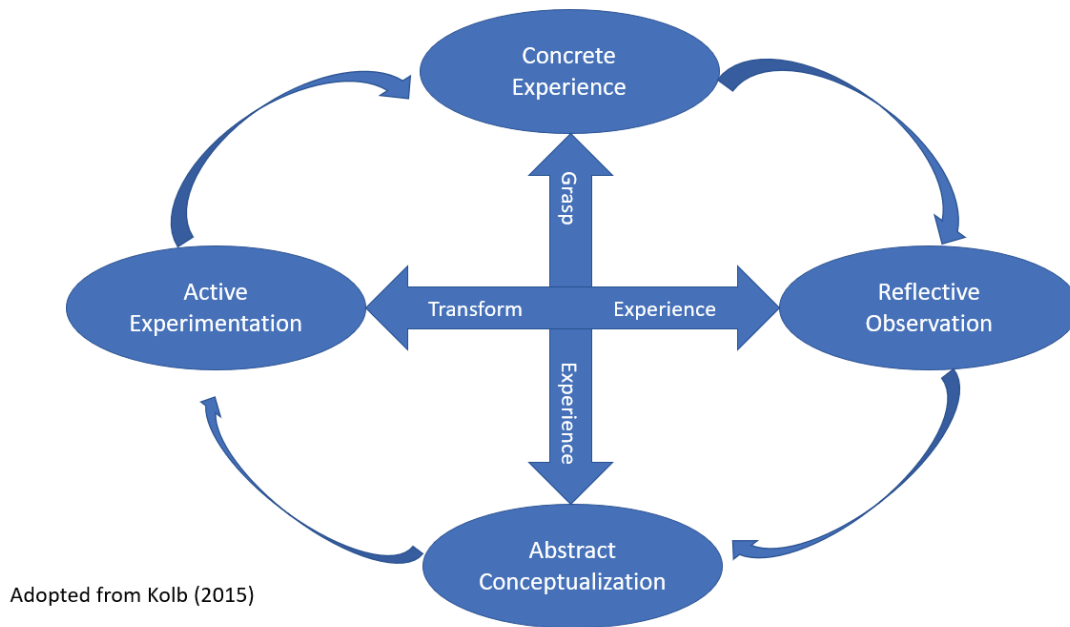 Concrete
Experience
Grasp
Active
Experimentation
Transform Experience
Reflective
Observation
Experience
Abstract
Conceptualization
Adopted from Kolb (2015)